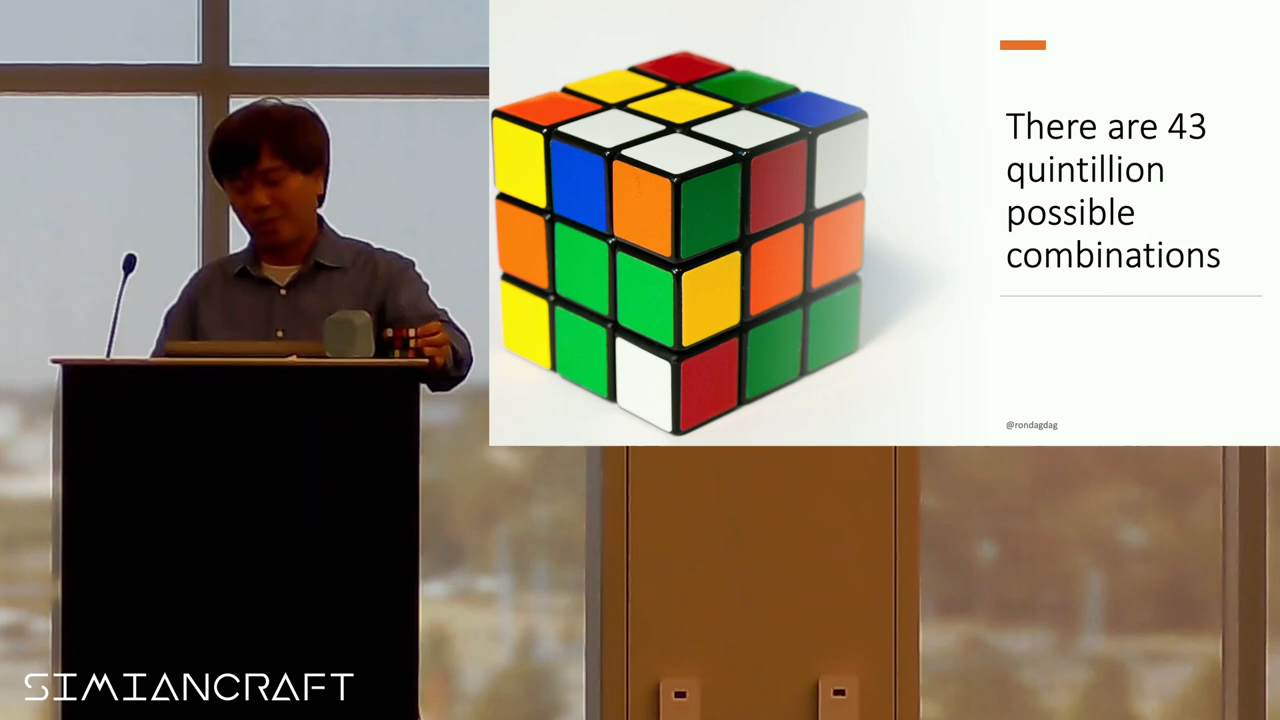 There are 43
quintillion
possible
combinations
@rondagdag
SIMIANCRAFT